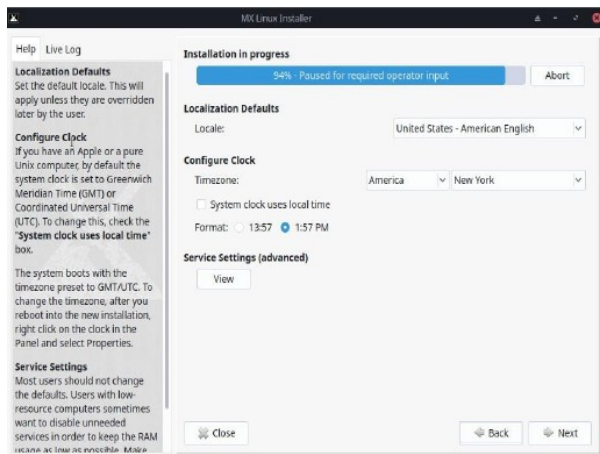 MX Linux Installer
Help Live Log
Localization Defaults
Set the default locale. This will
apply unless they are overridden
later by the user.
Configure Clock
If you have an Apple or a pure
Unix computer, by default the
system clock is set to Greenwich
Meridian Time (GMT) or
Coordinated Universal Time
(UTC). To change this, check the
"System clock uses local time"
box.
The system boots with the
timezone preset to GMT/UTC. To
change the timezone, after you
reboot into the new installation,
right click on the clock in the
Panel and select Properties.
Service Settings
Most users should not change
the defaults. Users with low-
resource computers sometimes
want to disable unneeded
services in order to keep the RAM
usage as low as possible. Make
Installation in progress
94% - Paused for required operator input
Abort
Localization Defaults
Locale: United States - American English
Configure Clock
Timezone: America New York
System clock uses local time
Format: 13:57 1:57 PM
Service Settings (advanced)
View
Close Back Next